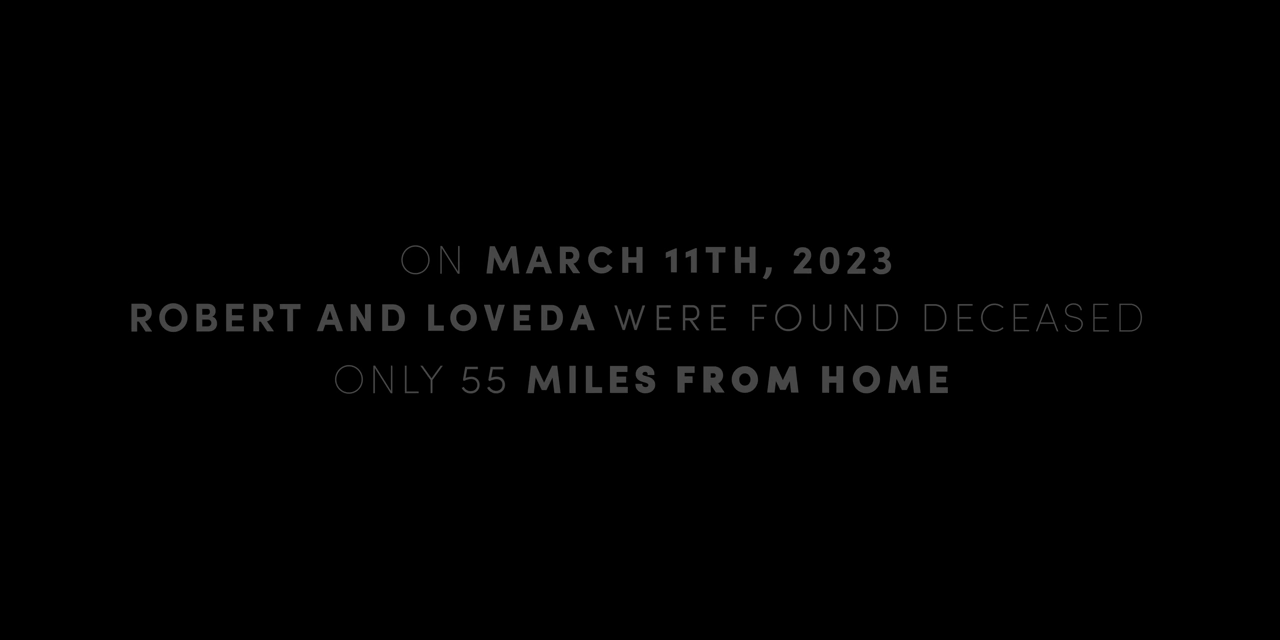 ON MARCH 11TH, 2023
ROBERT AND LOVEDA WERE FOUND DECEASED
ONLY 55 MILES FROM HOME